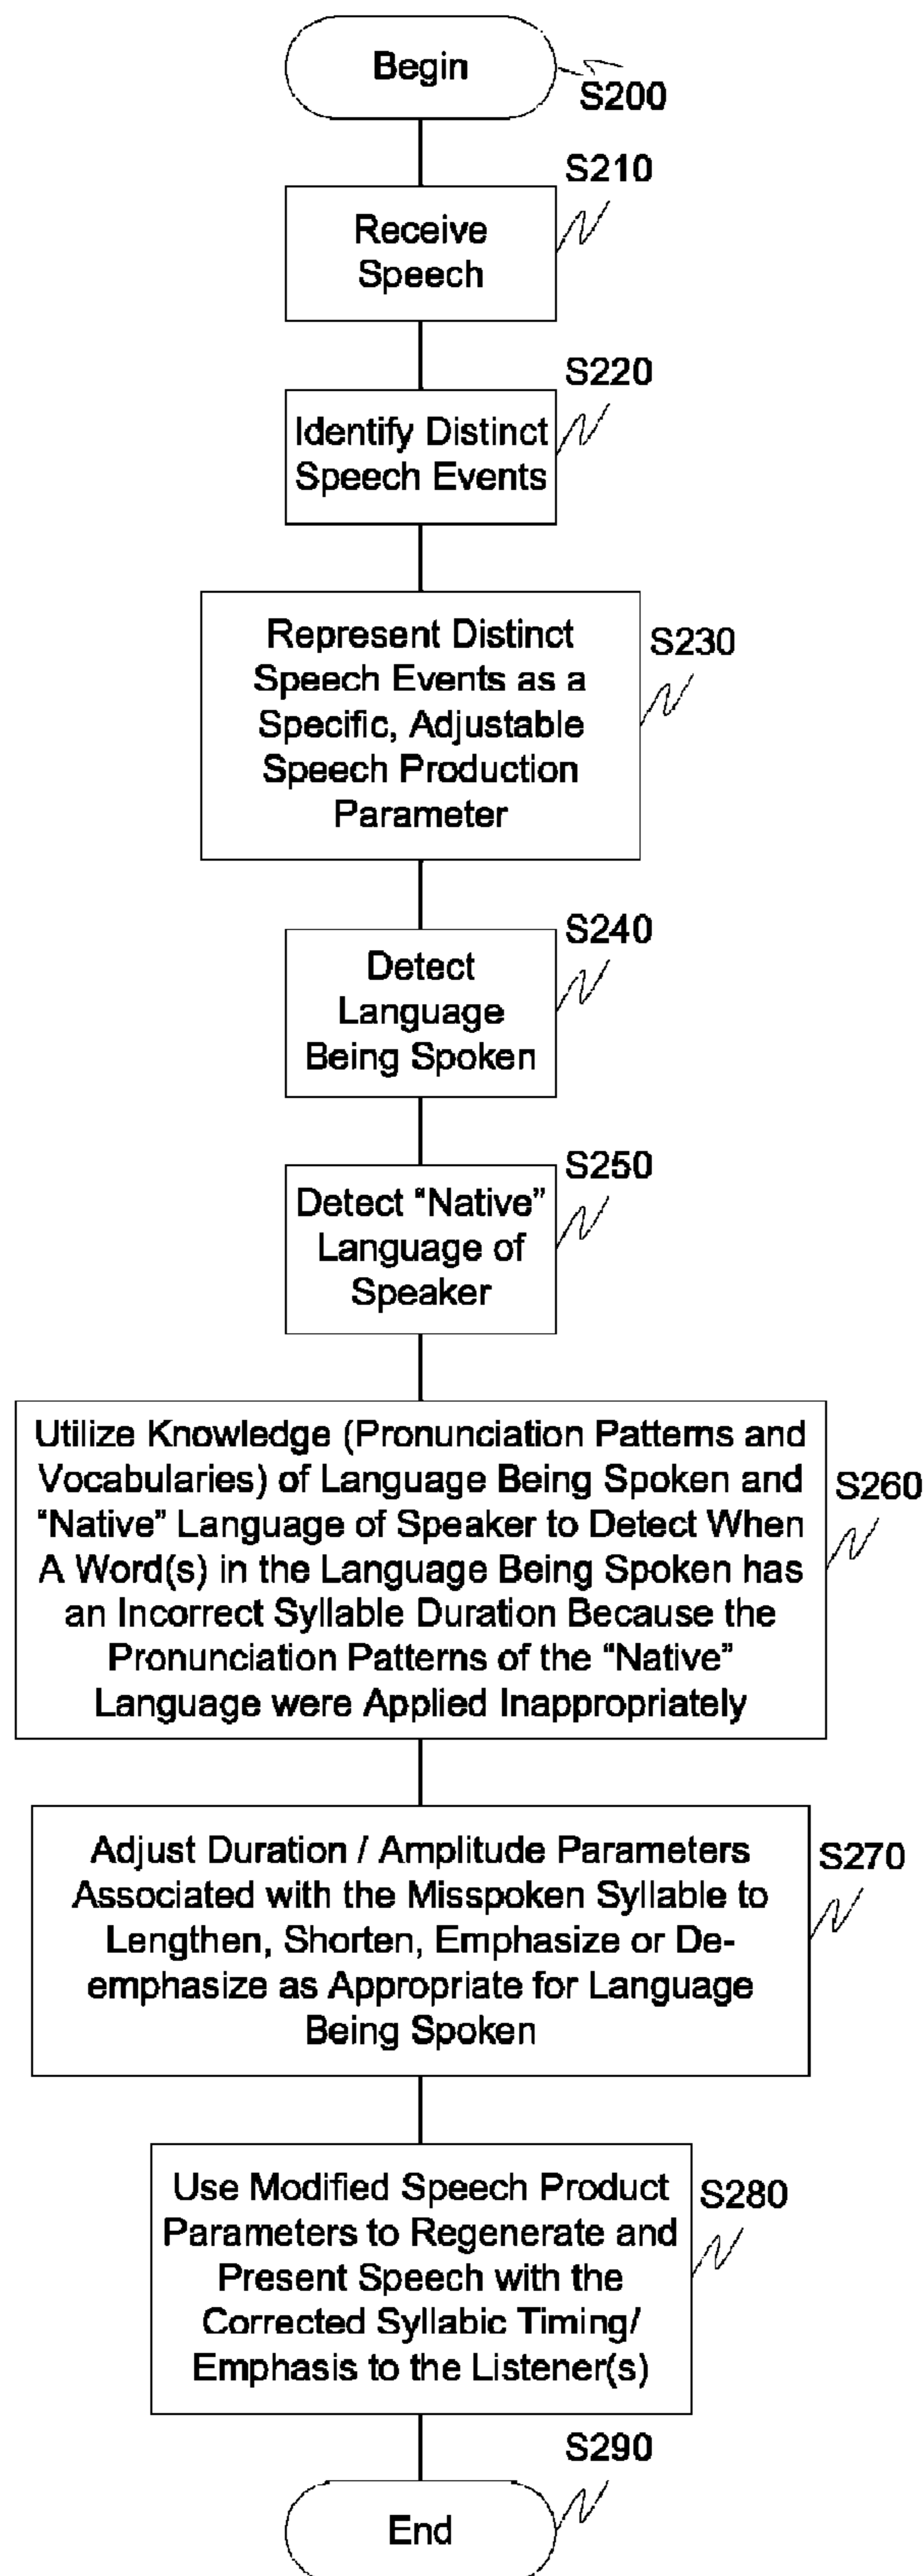 Begin
S200
S210
Receive
Speech
S220
Identify Distinct
Speech Events
Represent Distinct
Speech Events as a
Specific, Adjustable
Speech Production
Parameter
S230
S240
Detect
Language
Being Spoken
S250
Detect “Native”
Language of
Speaker
Utilize Knowledge (Pronunciation Patterns and
Vocabularies) of Language Being Spoken and
“Native” Language of Speaker to Detect When
A Word(s) in the Language Being Spoken has
an Incorrect Syllable Duration Because the
Pronunciation Patterns of the “Native”
Language were Applied Inappropriately
S260
Adjust Duration / Amplitude Parameters
Associated with the Misspoken Syllable to
Lengthen, Shorten, Emphasize or De-
emphasize as Appropriate for Language
Being Spoken
S270
Use Modified Speech Product
Parameters to Regenerate and
Present Speech with the
Corrected Syllabic Timing/
Emphasis to the Listener(s)
S280
S290
End